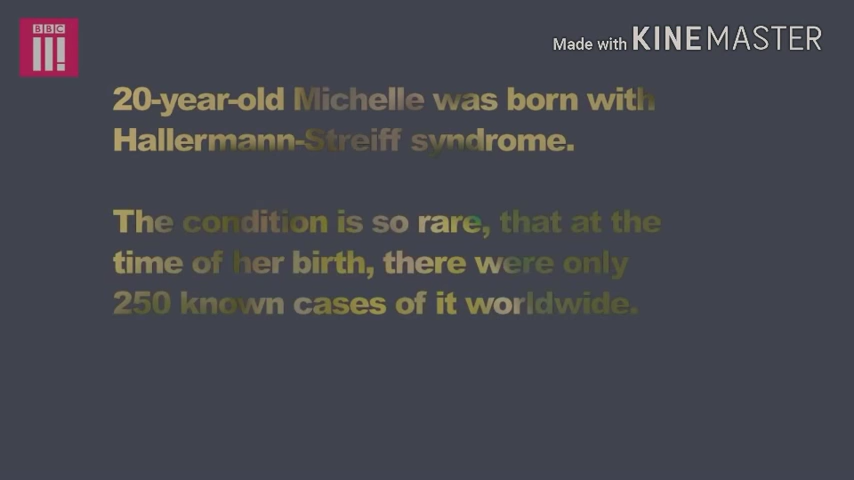 BBC
III!
Made with KINEMASTER
20-year-old Michelle was born with
Hallermann-Streiff syndrome.
The condition is so rare, that at the
time of her birth, there were only
250 known cases of it worldwide.